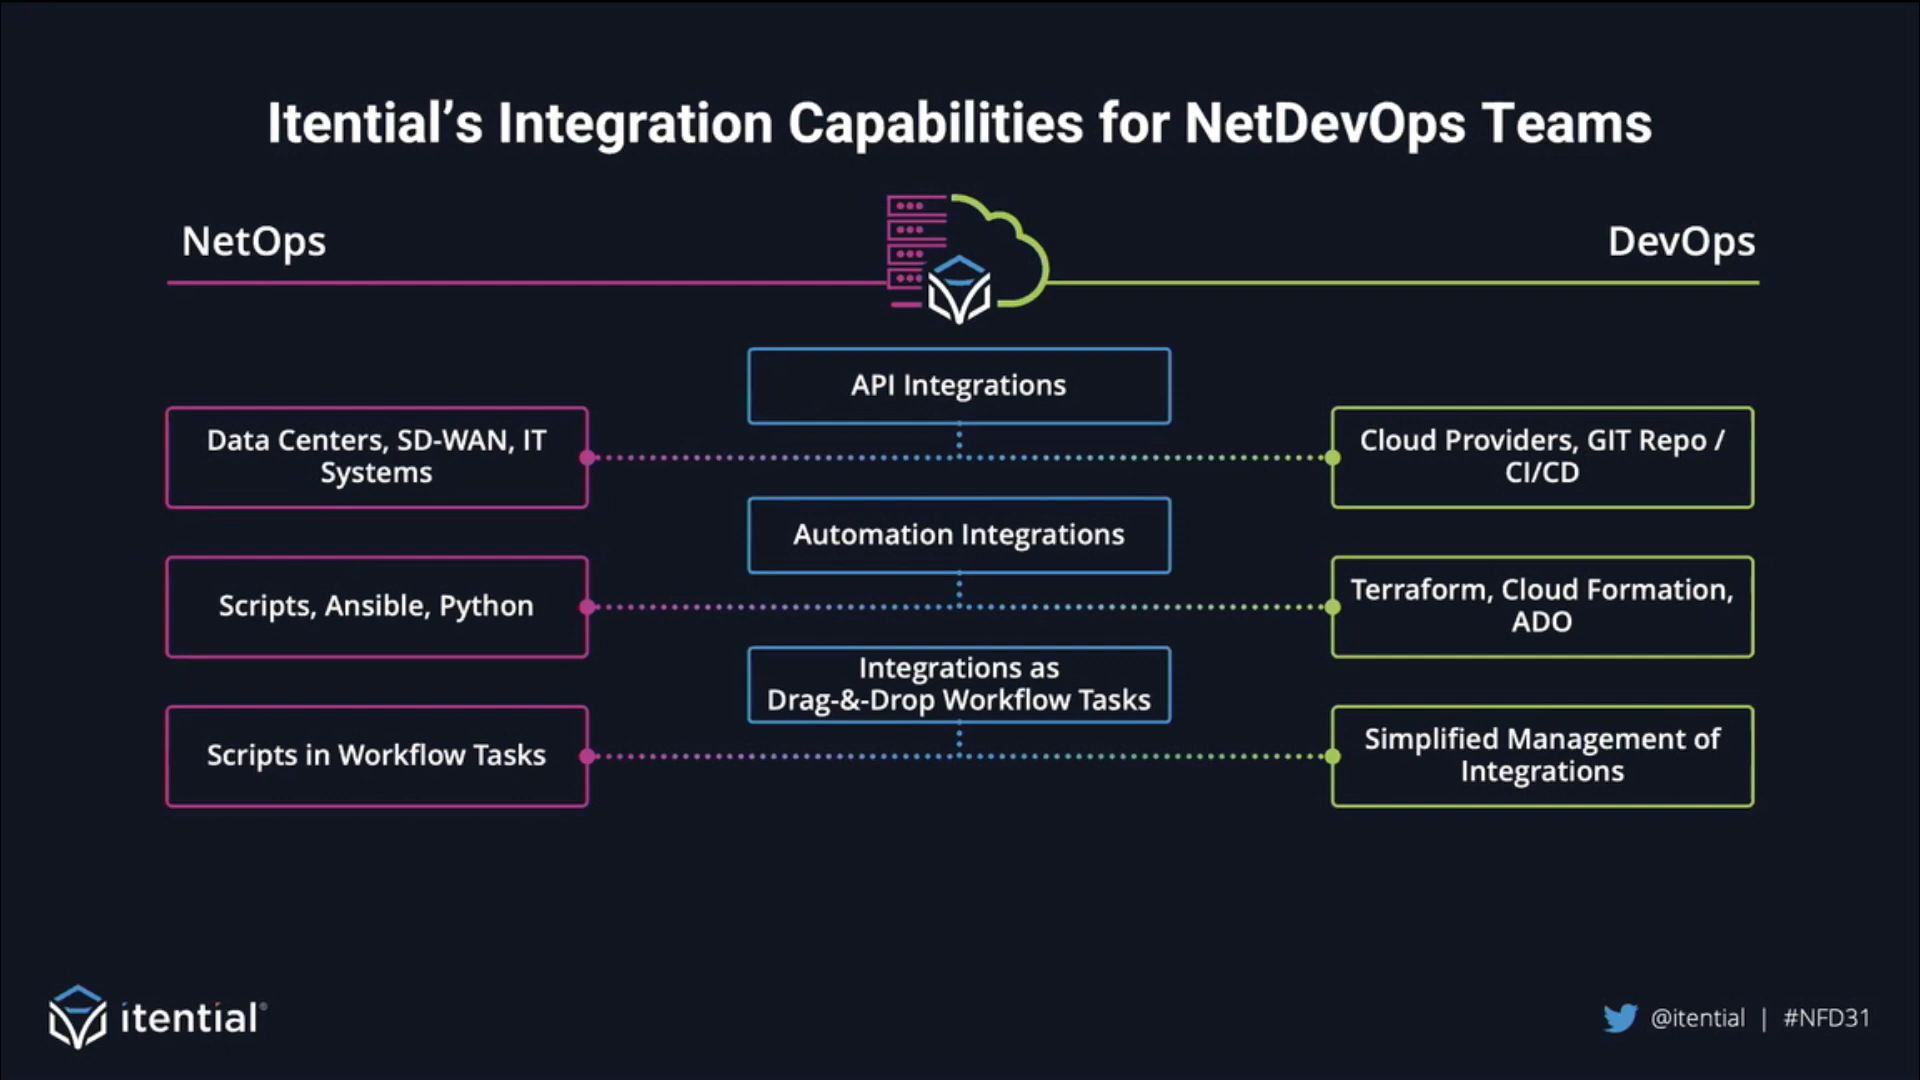 Itential’s Integration Capabilities for NetDevOps Teams
NetOps
DevOps
API Integrations
Data Centers, SD-WAN, IT
Systems
Cloud Providers, GIT Repo /
CI/CD
Automation Integrations
Scripts, Ansible, Python
Terraform, Cloud Formation,
ADO
Integrations as
Drag-&-Drop Workflow Tasks
Scripts in Workflow Tasks
Simplified Management of
Integrations
itential®
@itential | #NFD31